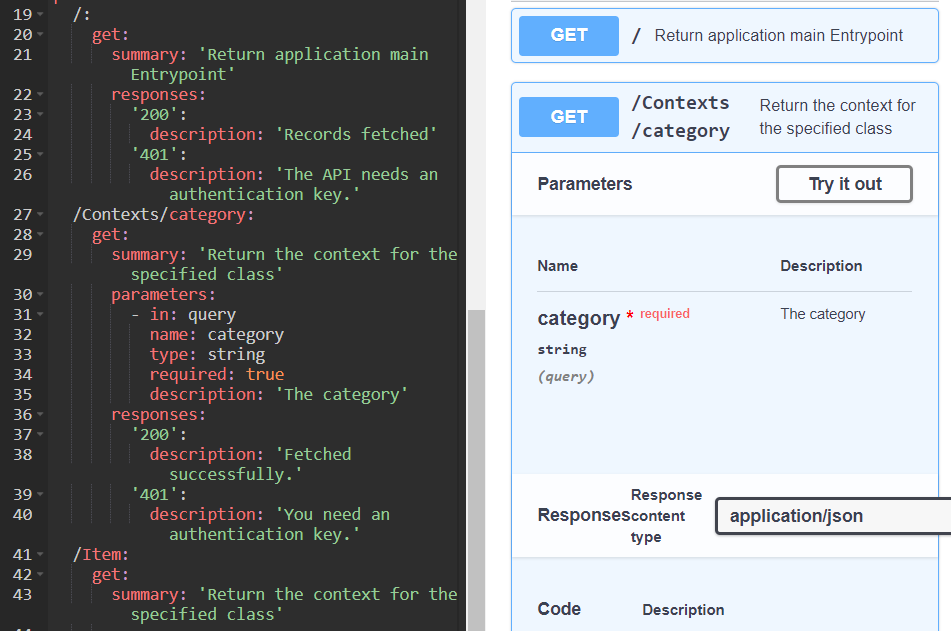 19 /:
20 get:
21 summary: 'Return application main
Entrypoint'
22 responses:
23 '200':
24 description: 'Records fetched'
25 '401':
26 description: 'The API needs an
authentication key.'
27 /Contexts/category:
28 get:
29 summary: 'Return the context for the
specified class'
30 parameters:
31 - in: query
32 name: category
33 type: string
34 required: true
35 description: 'The category'
36 responses:
37 '200':
38 description: 'Fetched
successfully.'
39 '401':
40 description: 'You need an
authentication key.'
41 /Item:
42 get:
43 summary: 'Return the context for the
specified class'
GET / Return application main Entrypoint
GET /Contexts
/category Return the context for
the specified class
Parameters Try it out
Name Description
category * required The category
string
(query)
Responses Response
content
type application/json
Code Description